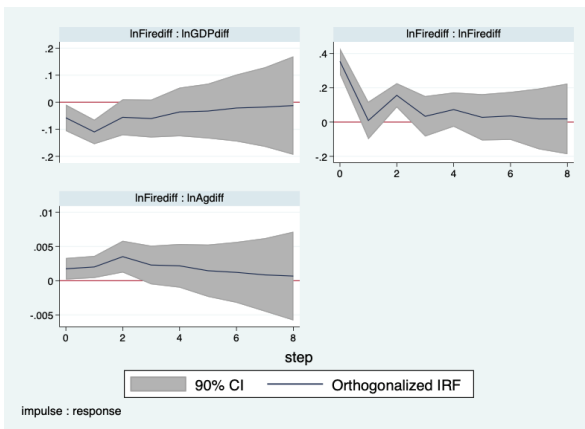 lnFirediff : lnGDPdiff
.2
.1
0
-.1
-.2
lnFirediff : lnFirediff
.4
.2
0
-.2
0 2 4 6 8
lnFirediff : lnAgdiff
.01
.005
0
-.005
0 2 4 6 8
step
90% CI Orthogonalized IRF
impulse : response